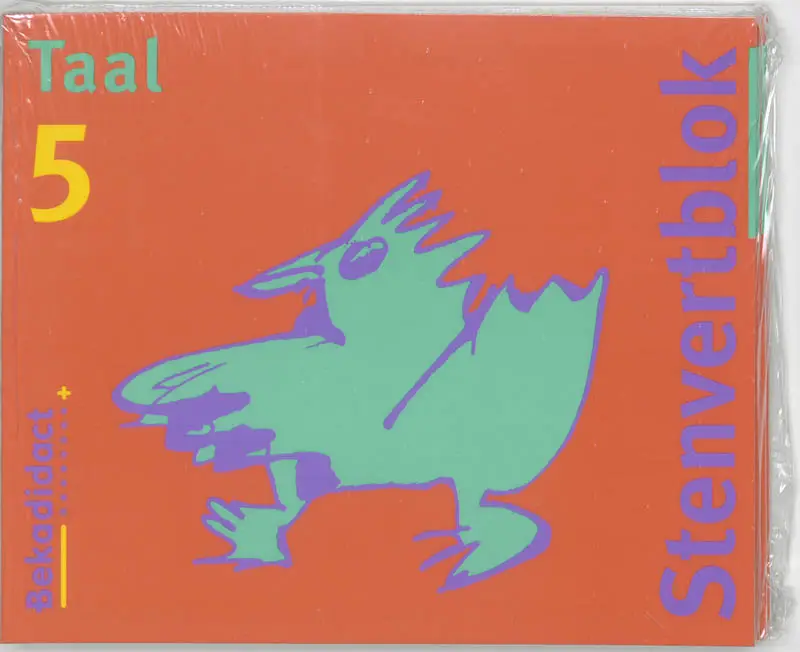 Taal
5
Stenvertblok
Bekadidact